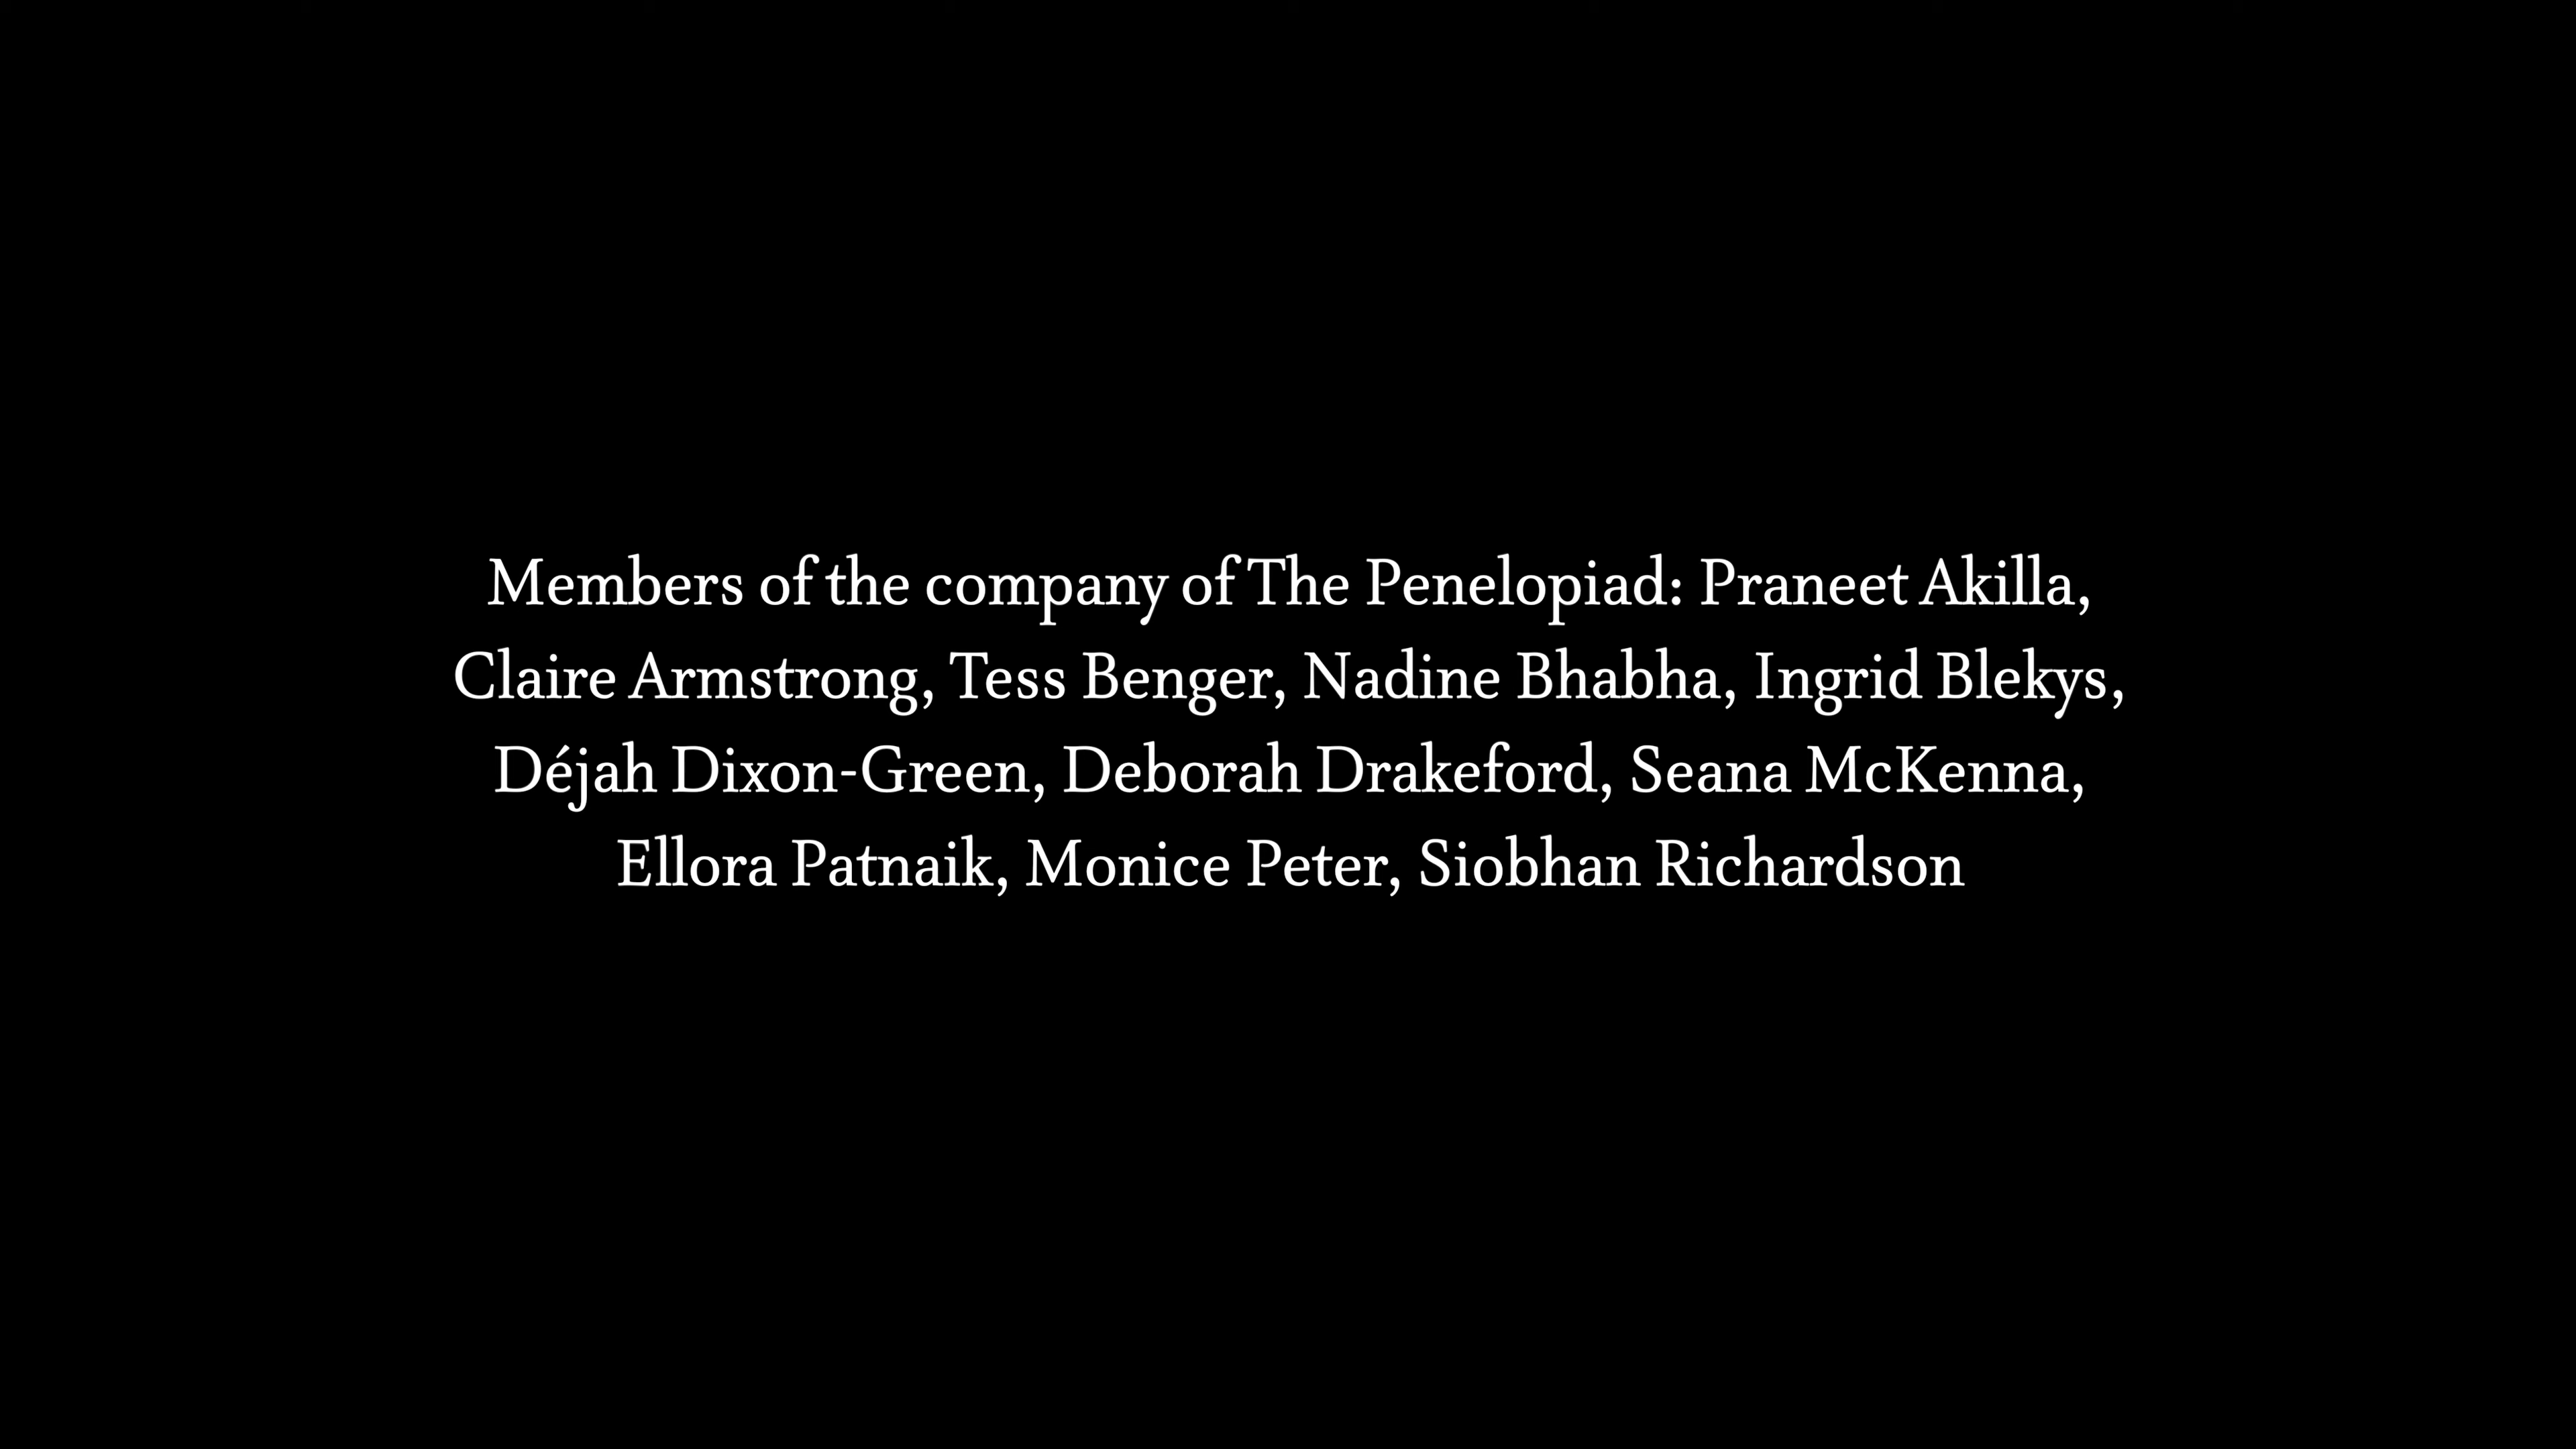 Members of the company of The Penelopiad: Praneet Akilla,
Claire Armstrong, Tess Benger, Nadine Bhabha, Ingrid Blekys,
Déjah Dixon-Green, Deborah Drakeford, Seana McKenna,
Ellora Patnaik, Monice Peter, Siobhan Richardson